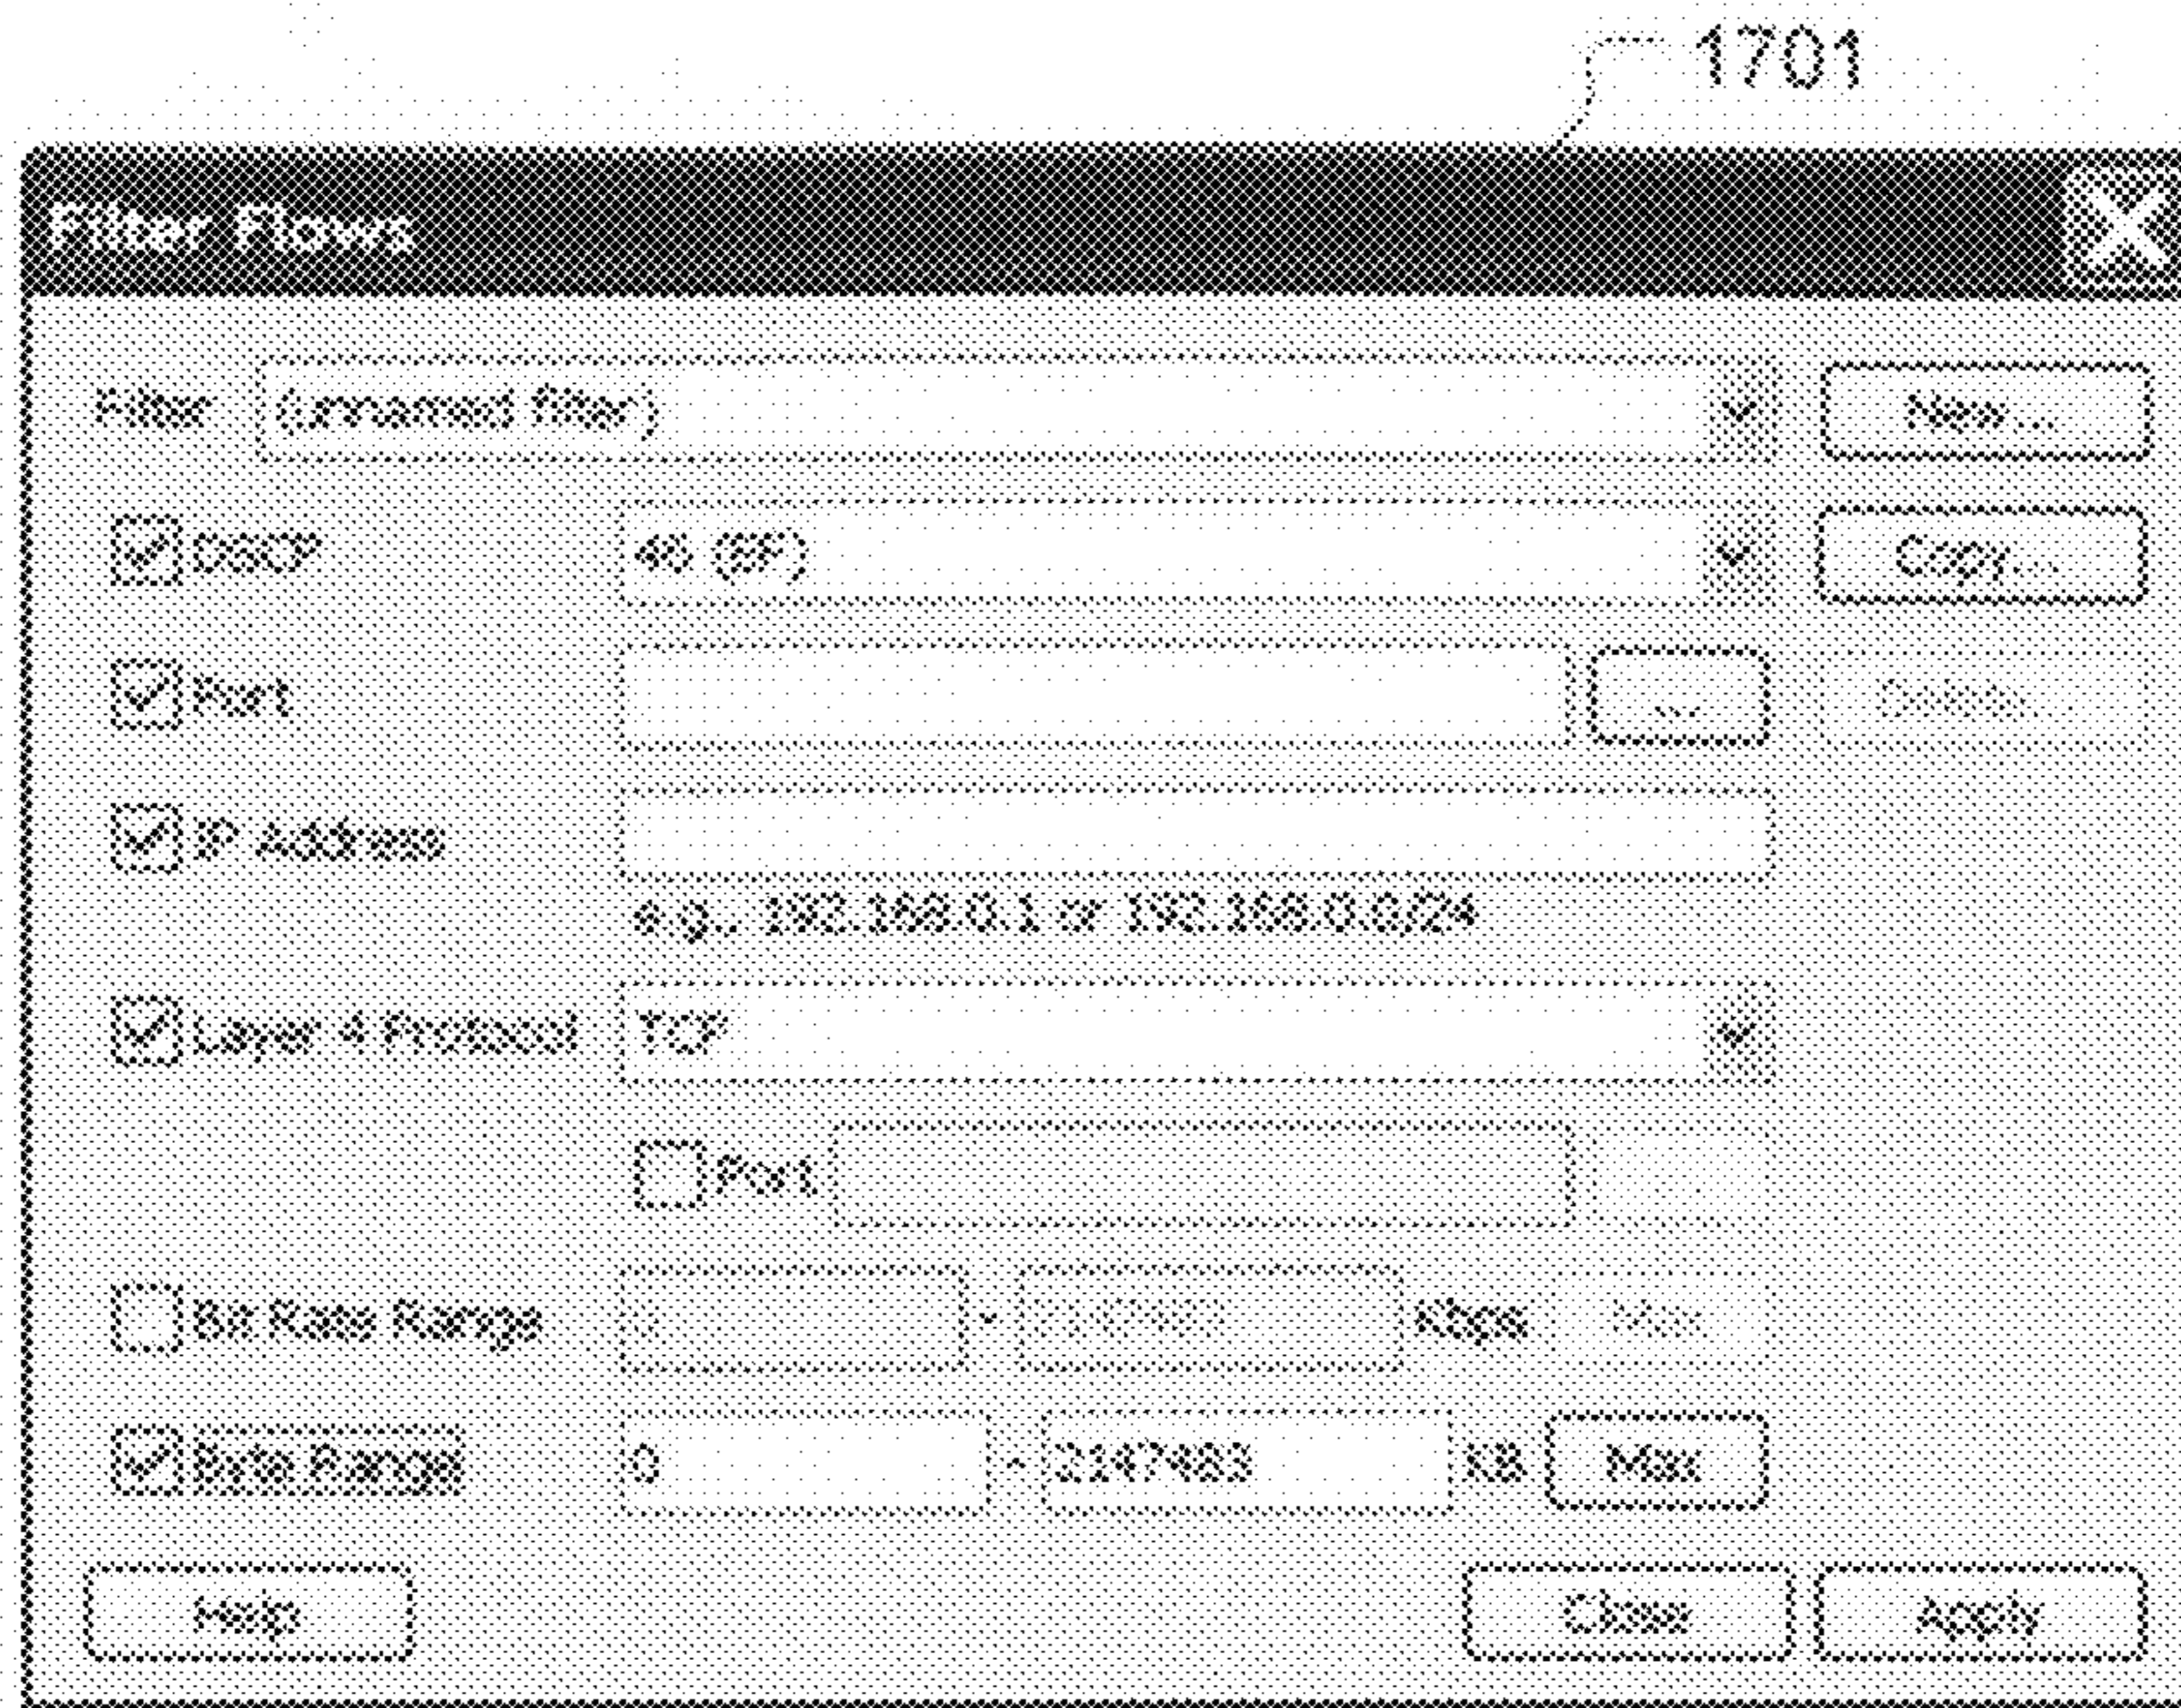 1701
Filter Flows
Filter (unnamed filter) New...
DSCP 46 (EF) Copy...
Port ... Delete...
IP Address
e.g., 192.168.0.1 or 192.168.0.0/24
Layer 4 Protocol TCP
Port
Bit Rate Range - Kbps Max
Byte Range 0 - 2147483 KB Max
Help Close Apply